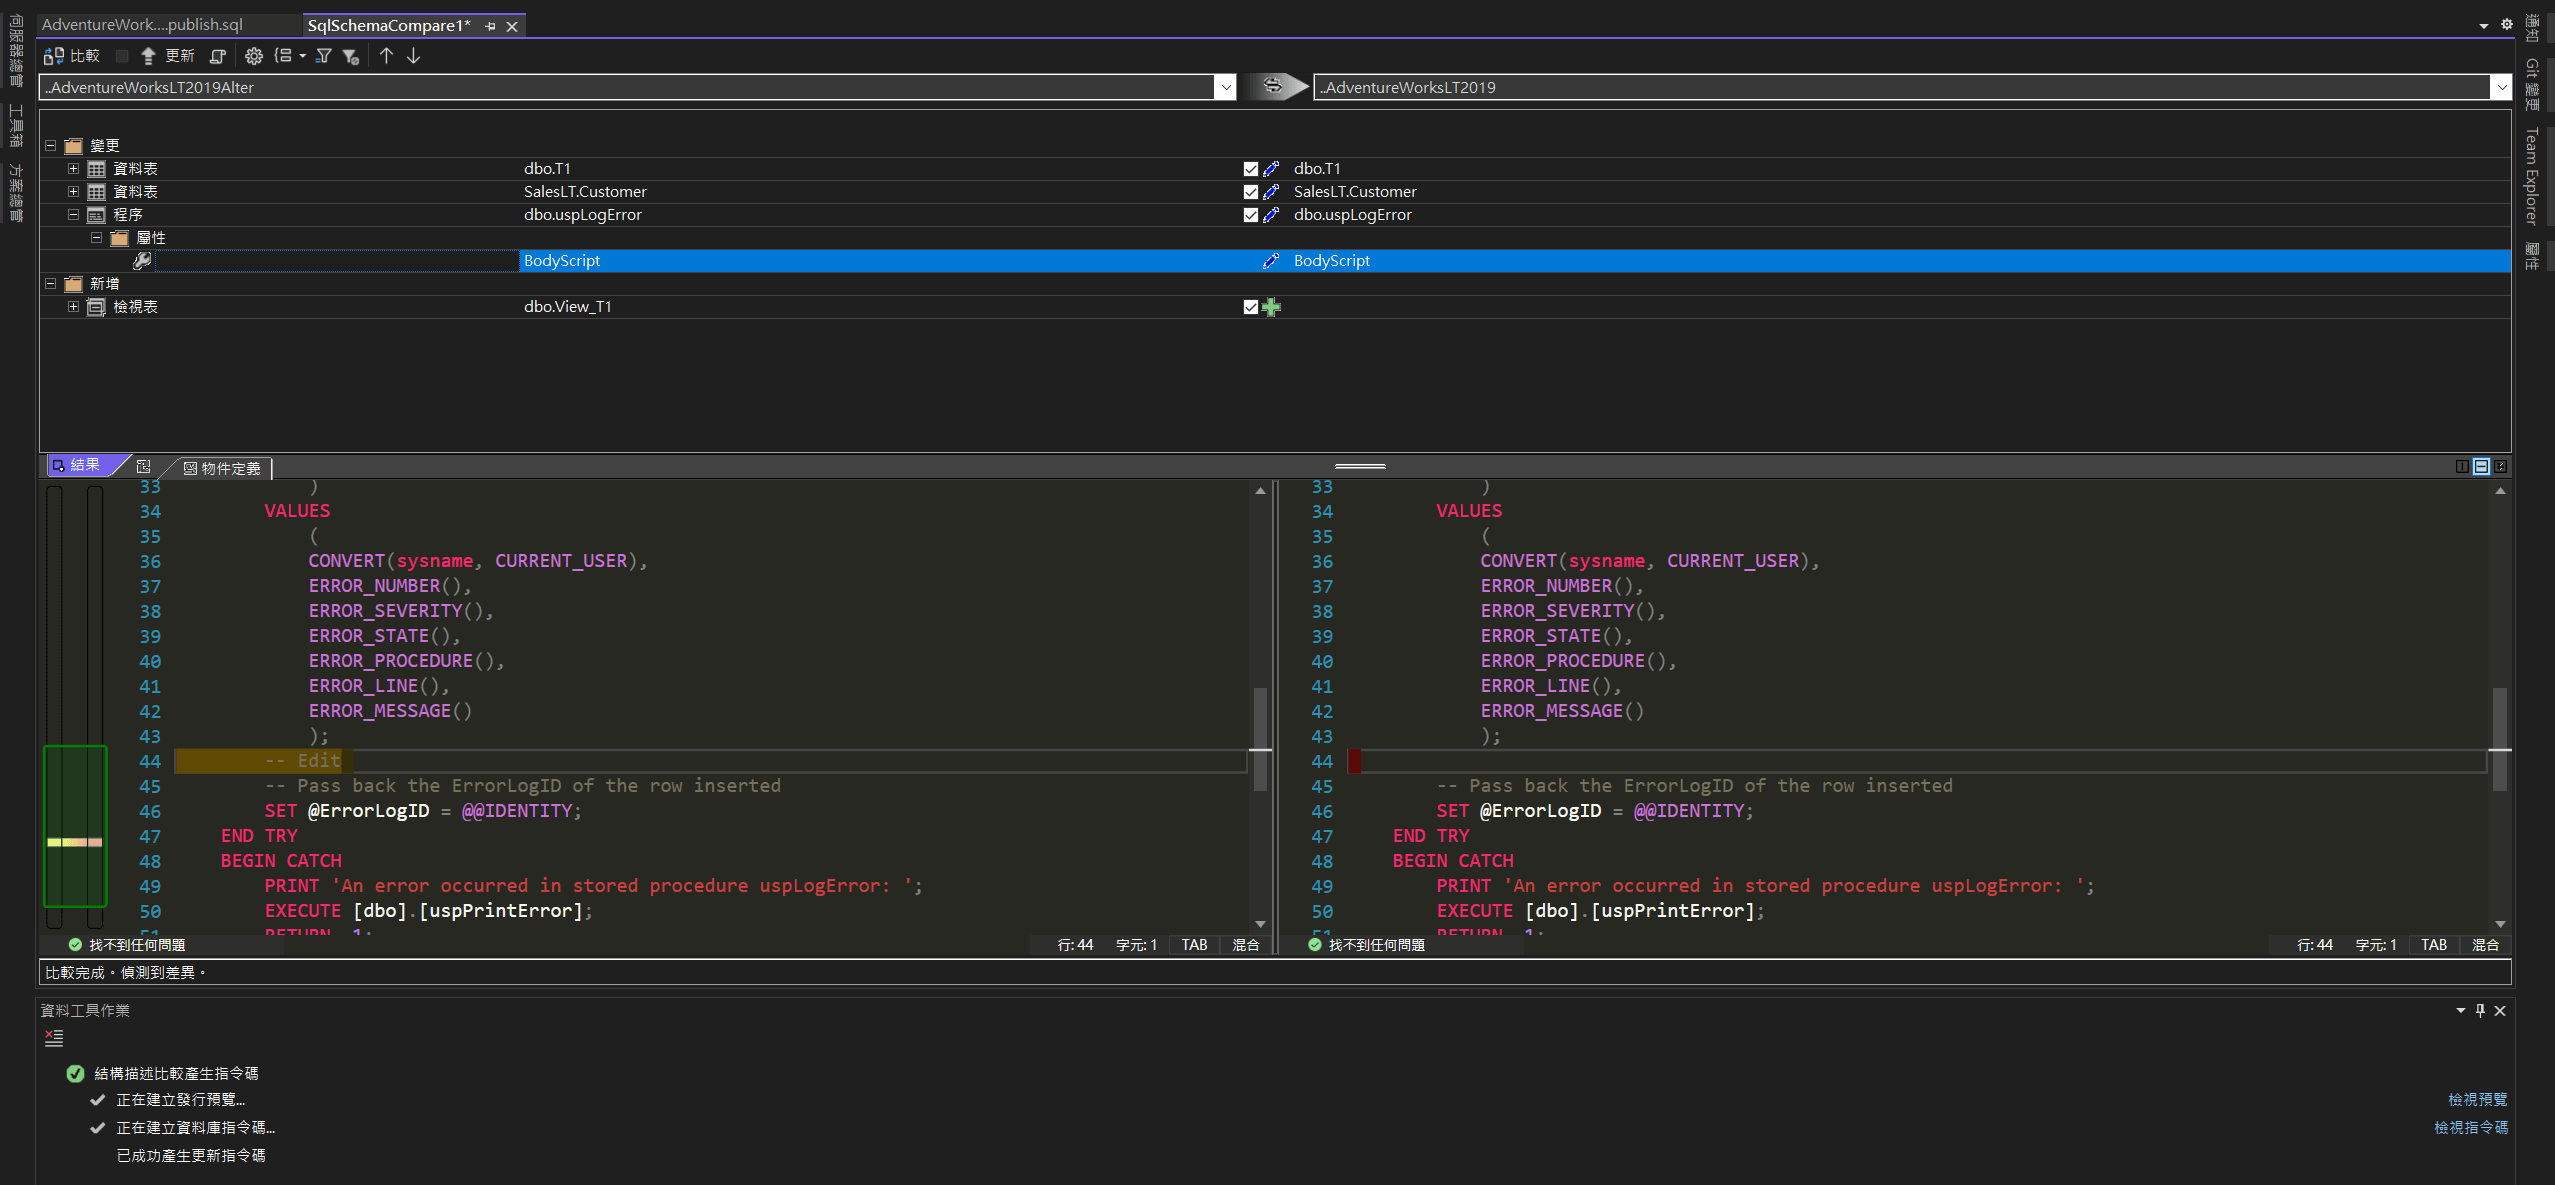 AdventureWork....publish.sql
SqlSchemaCompare1*
比較
更新
..AdventureWorksLT2019Alter
..AdventureWorksLT2019
變更
資料表 dbo.T1 dbo.T1
資料表 SalesLT.Customer SalesLT.Customer
程序 dbo.uspLogError dbo.uspLogError
屬性
BodyScript BodyScript
新增
檢視表 dbo.View_T1
結果
物件定義
33 )
34 VALUES
35 (
36 CONVERT(sysname, CURRENT_USER),
37 ERROR_NUMBER(),
38 ERROR_SEVERITY(),
39 ERROR_STATE(),
40 ERROR_PROCEDURE(),
41 ERROR_LINE(),
42 ERROR_MESSAGE()
43 );
44 -- Edit
45 -- Pass back the ErrorLogID of the row inserted
46 SET @ErrorLogID = @@IDENTITY;
47 END TRY
48 BEGIN CATCH
49 PRINT 'An error occurred in stored procedure uspLogError: ';
50 EXECUTE [dbo].[uspPrintError];
51 RETURN -1;
找不到任何問題
行: 44 字元: 1 TAB 混合
33 )
34 VALUES
35 (
36 CONVERT(sysname, CURRENT_USER),
37 ERROR_NUMBER(),
38 ERROR_SEVERITY(),
39 ERROR_STATE(),
40 ERROR_PROCEDURE(),
41 ERROR_LINE(),
42 ERROR_MESSAGE()
43 );
44
45 -- Pass back the ErrorLogID of the row inserted
46 SET @ErrorLogID = @@IDENTITY;
47 END TRY
48 BEGIN CATCH
49 PRINT 'An error occurred in stored procedure uspLogError: ';
50 EXECUTE [dbo].[uspPrintError];
51 RETURN -1;
找不到任何問題
行: 44 字元: 1 TAB 混合
比較完成。偵測到差異。
資料工具作業
結構描述比較產生指令碼
正在建立發行預覽... 檢視預覽
正在建立資料庫指令碼... 檢視指令碼
已成功產生更新指令碼
伺服器總管
工具箱
方案總管
通知
Git 變更
Team Explorer
屬性